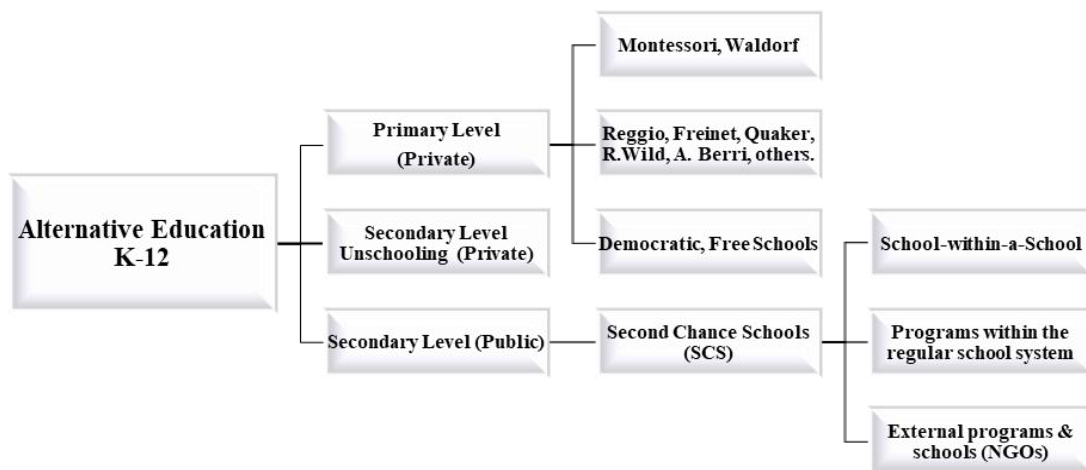 Alternative Education
K-12
Primary Level
(Private)
Secondary Level
Unschooling (Private)
Secondary Level (Public)
Montessori, Waldorf
Reggio, Freinet, Quaker,
R.Wild, A. Berri, others.
Democratic, Free Schools
Second Chance Schools
(SCS)
School-within-a-School
Programs within the
regular school system
External programs &
schools (NGOs)